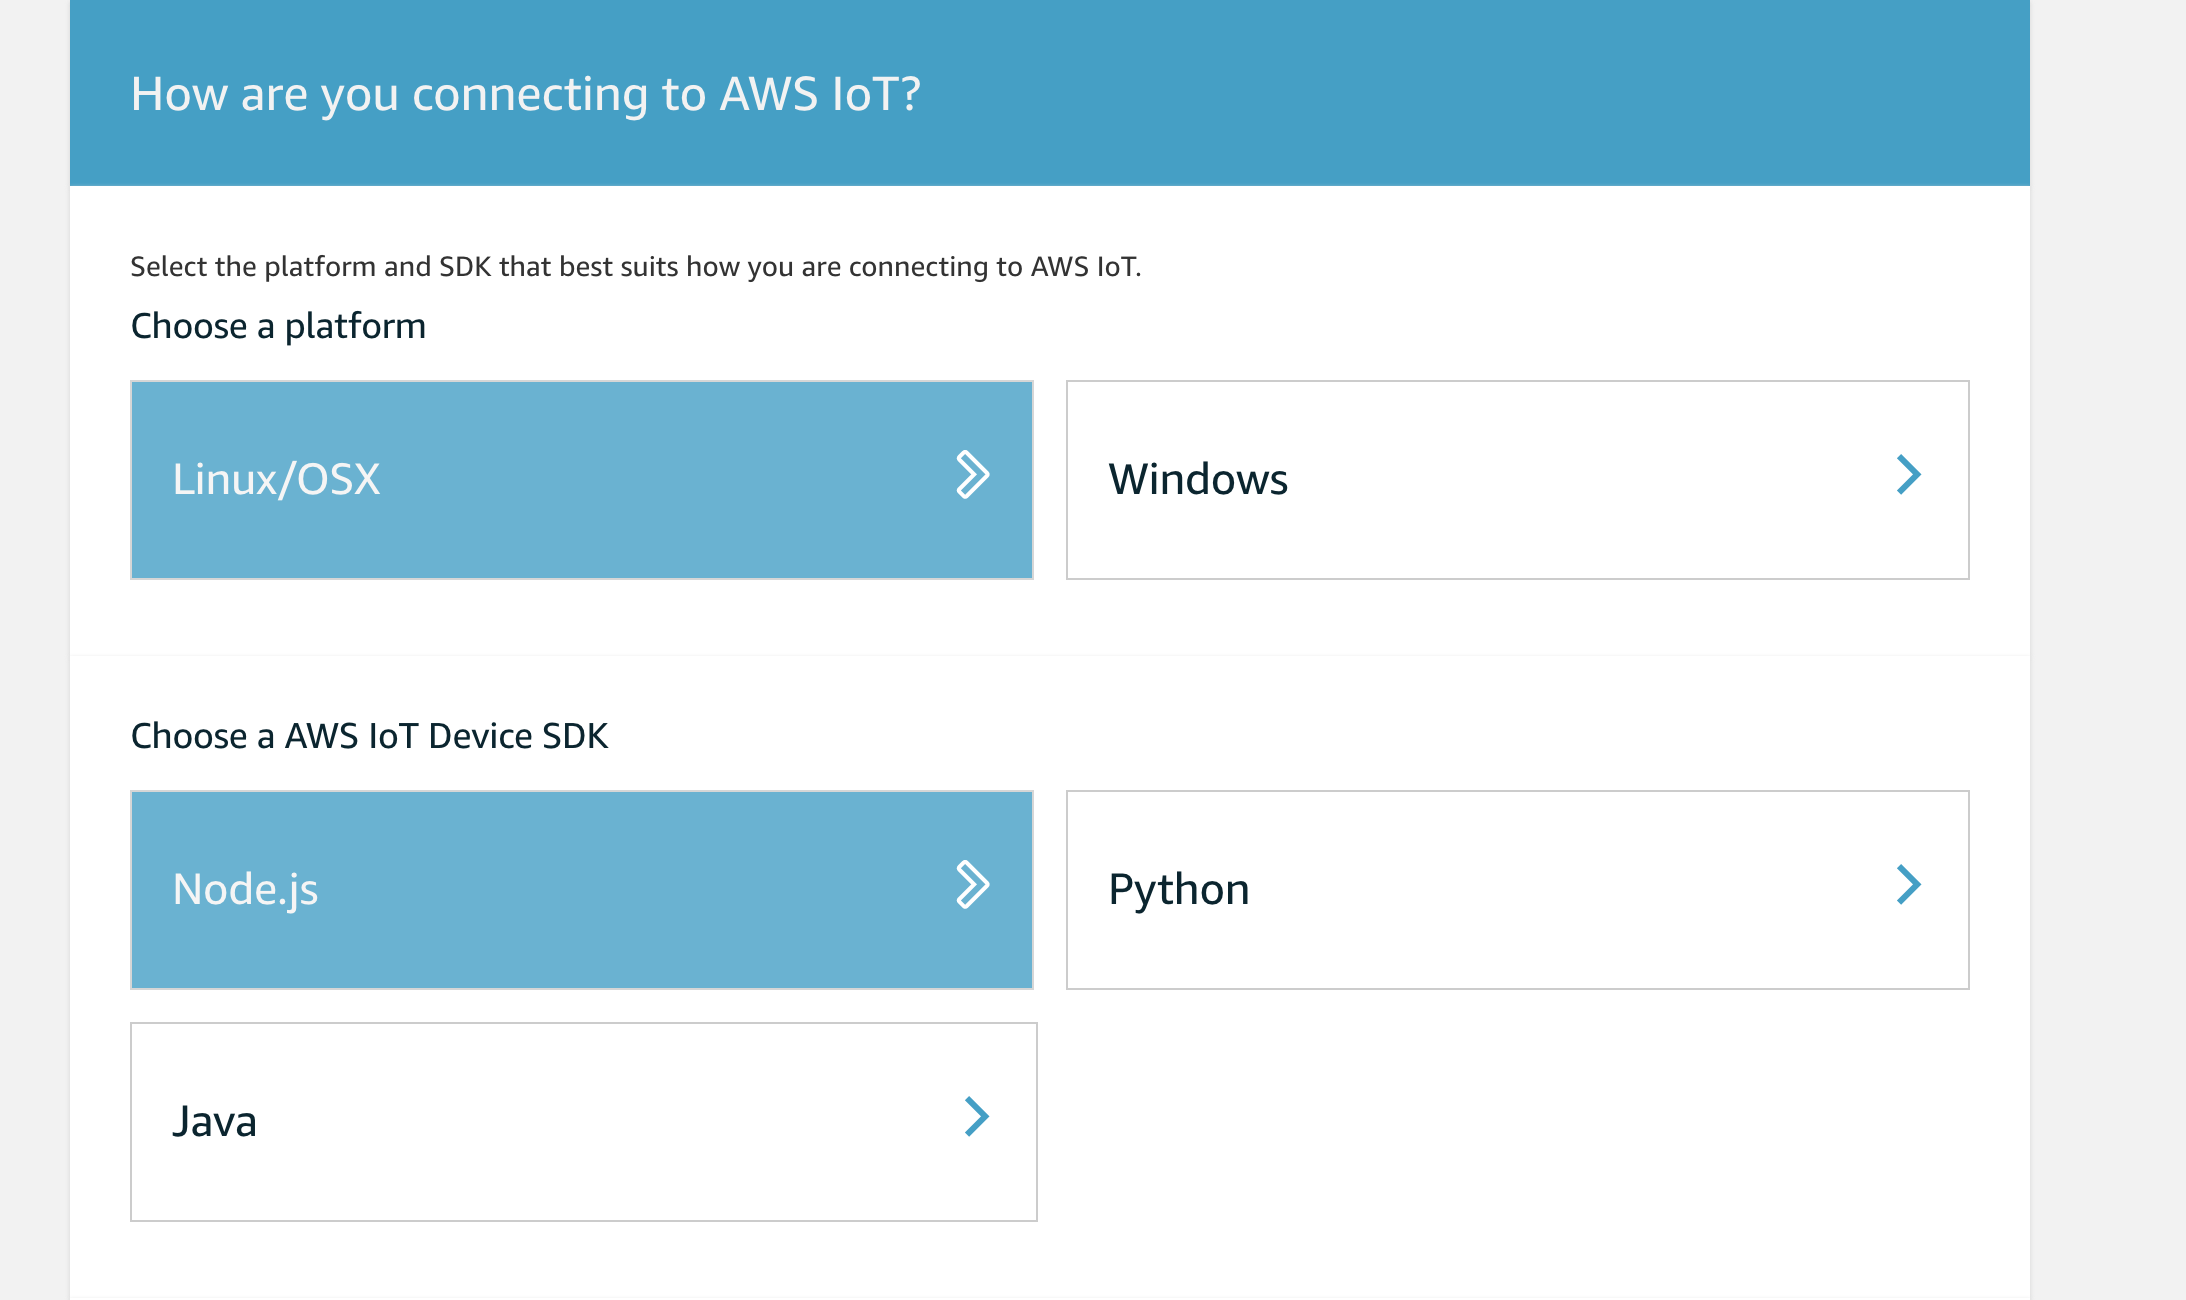 How are you connecting to AWS IoT?
Select the platform and SDK that best suits how you are connecting to AWS IoT.
Choose a platform
Linux/OSX
Windows
Choose a AWS IoT Device SDK
Node.js
Python
Java